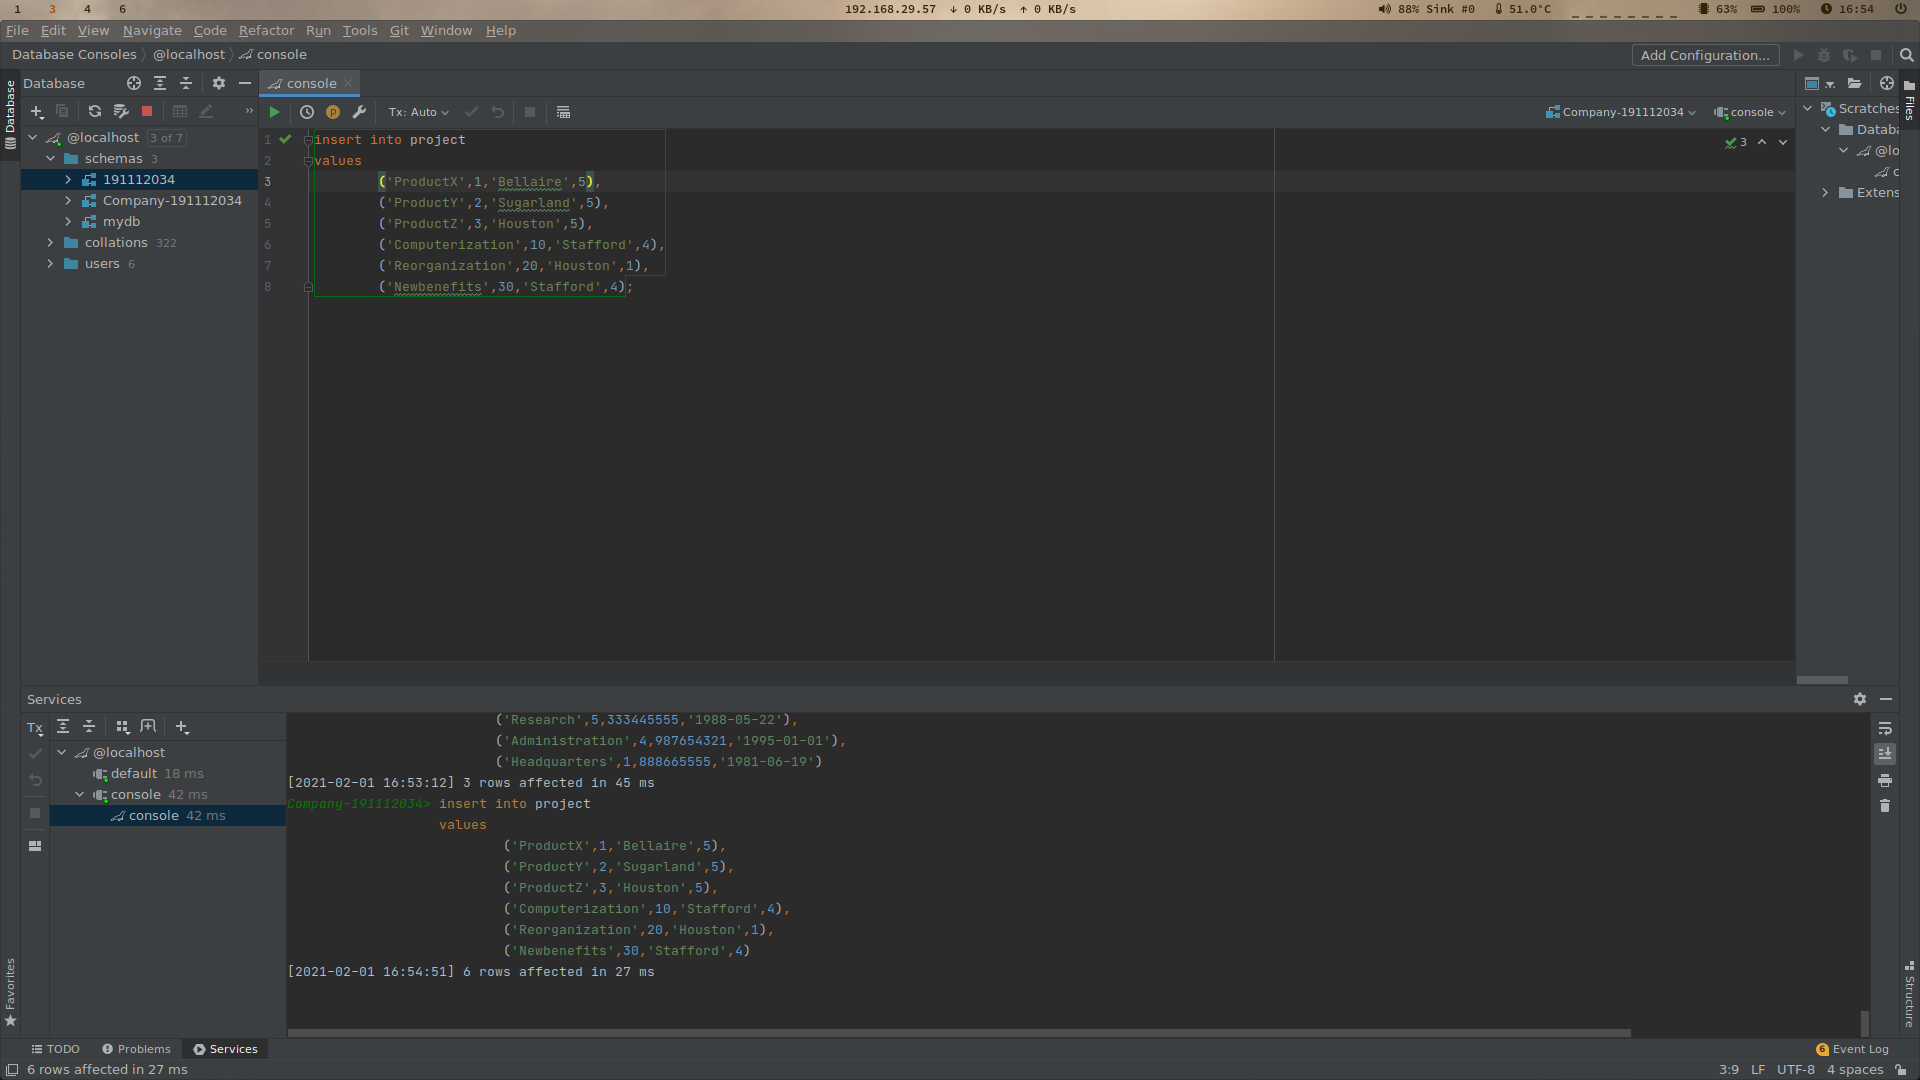 1 3 4 6 192.168.29.57 ↓ 0 KB/s ↑ 0 KB/s 88% Sink #0 51.0°C 63% 100% 16:54
File Edit View Navigate Code Refactor Run Tools Git Window Help
Database Consoles @localhost console Add Configuration...
Database console
Tx: Auto Company-191112034 console
Database
Files
@localhost 3 of 7
schemas 3
191112034
Company-191112034
mydb
collations 322
users 6
1 insert into project
2 values
3 ('ProductX',1,'Bellaire',5),
4 ('ProductY',2,'Sugarland',5),
5 ('ProductZ',3,'Houston',5),
6 ('Computerization',10,'Stafford',4),
7 ('Reorganization',20,'Houston',1),
8 ('Newbenefits',30,'Stafford',4);
3
Scratches
Databa
@lo
c
Extens
Services
Tx
@localhost
default 18 ms
console 42 ms
console 42 ms
('Research',5,333445555,'1988-05-22'),
('Administration',4,987654321,'1995-01-01'),
('Headquarters',1,888665555,'1981-06-19')
[2021-02-01 16:53:12] 3 rows affected in 45 ms
Company-191112034> insert into project
values
('ProductX',1,'Bellaire',5),
('ProductY',2,'Sugarland',5),
('ProductZ',3,'Houston',5),
('Computerization',10,'Stafford',4),
('Reorganization',20,'Houston',1),
('Newbenefits',30,'Stafford',4)
[2021-02-01 16:54:51] 6 rows affected in 27 ms
Favorites
Structure
TODO Problems Services 6 Event Log
6 rows affected in 27 ms 3:9 LF UTF-8 4 spaces